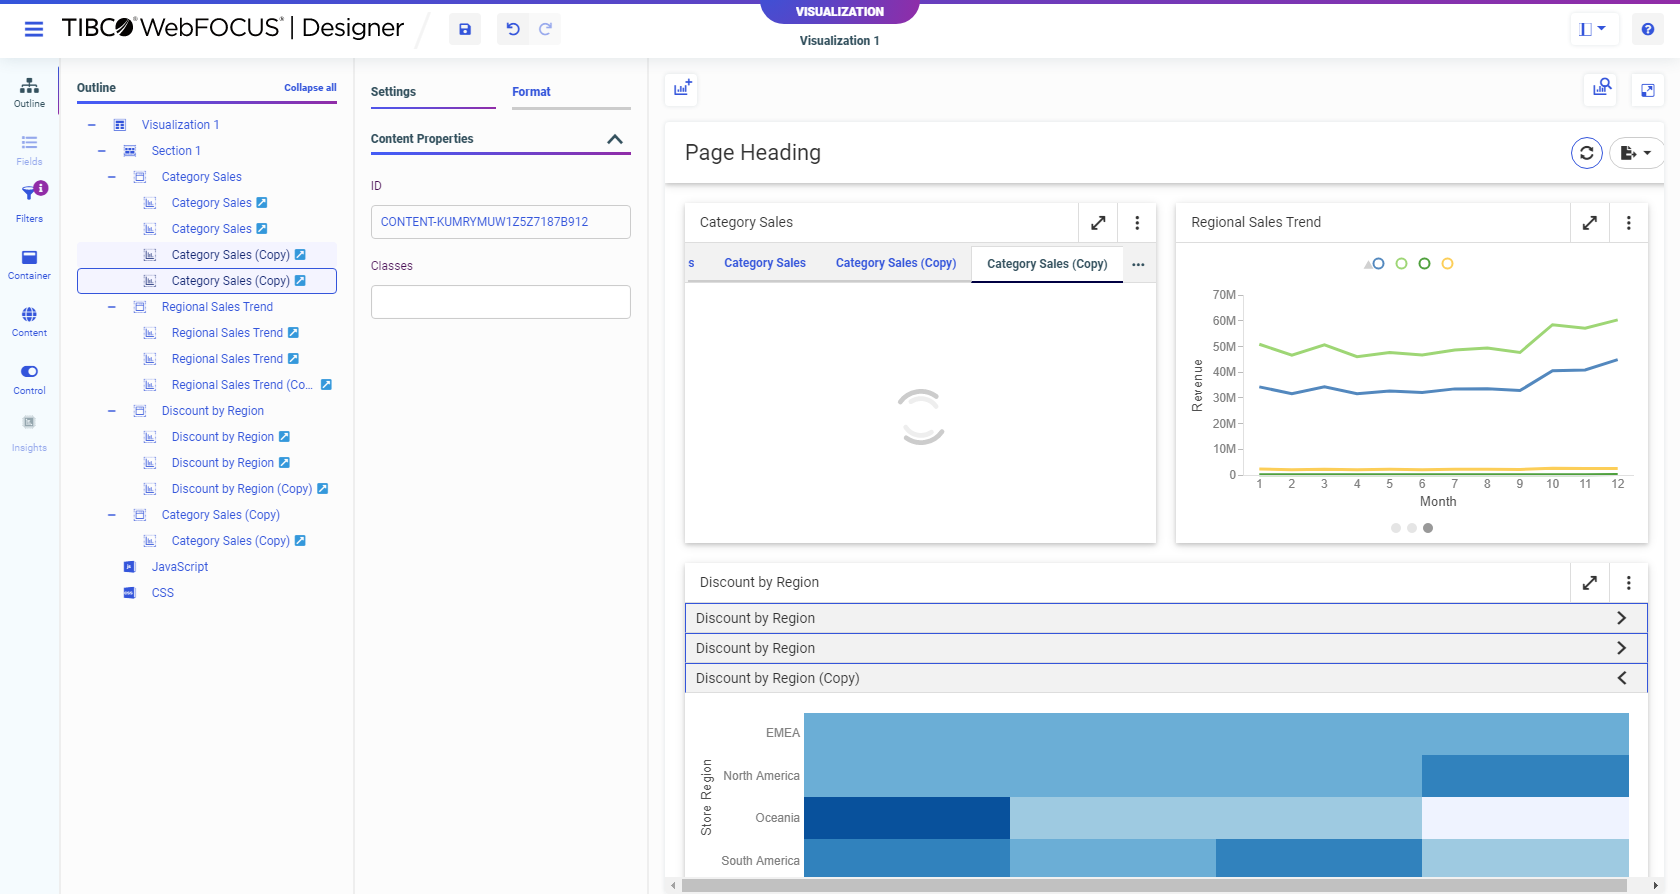 TIBCO® WebFOCUS® | Designer
VISUALIZATION
Visualization 1
Outline
Fields
Filters
Container
Content
Control
Insights
Outline
Collapse all
Visualization 1
Section 1
Category Sales
Category Sales
Category Sales
Category Sales (Copy)
Category Sales (Copy)
Regional Sales Trend
Regional Sales Trend
Regional Sales Trend
Regional Sales Trend (Co...
Discount by Region
Discount by Region
Discount by Region
Discount by Region (Copy)
Category Sales (Copy)
Category Sales (Copy)
JavaScript
CSS
Settings
Format
Content Properties
ID
CONTENT-KUMRYMUW1Z5Z7187B912
Classes
Page Heading
Category Sales
s
Category Sales
Category Sales (Copy)
Category Sales (Copy)
Regional Sales Trend
70M
60M
50M
40M
30M
20M
10M
0
Revenue
1 2 3 4 5 6 7 8 9 10 11 12
Month
Discount by Region
Discount by Region
Discount by Region
Discount by Region (Copy)
Store Region
EMEA
North America
Oceania
South America